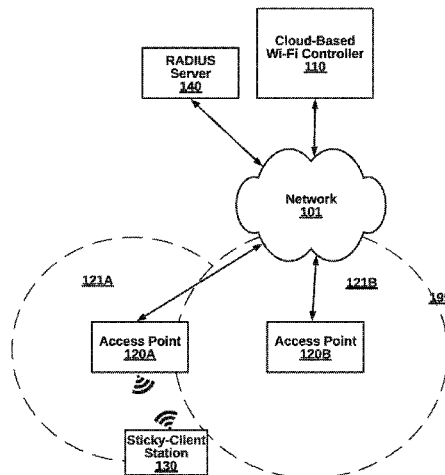 Cloud-Based
Wi-Fi Controller
110
RADIUS
Server
140
Network
101
121A
121B
Access Point
120A
Access Point
120B
Sticky-Client
Station
130